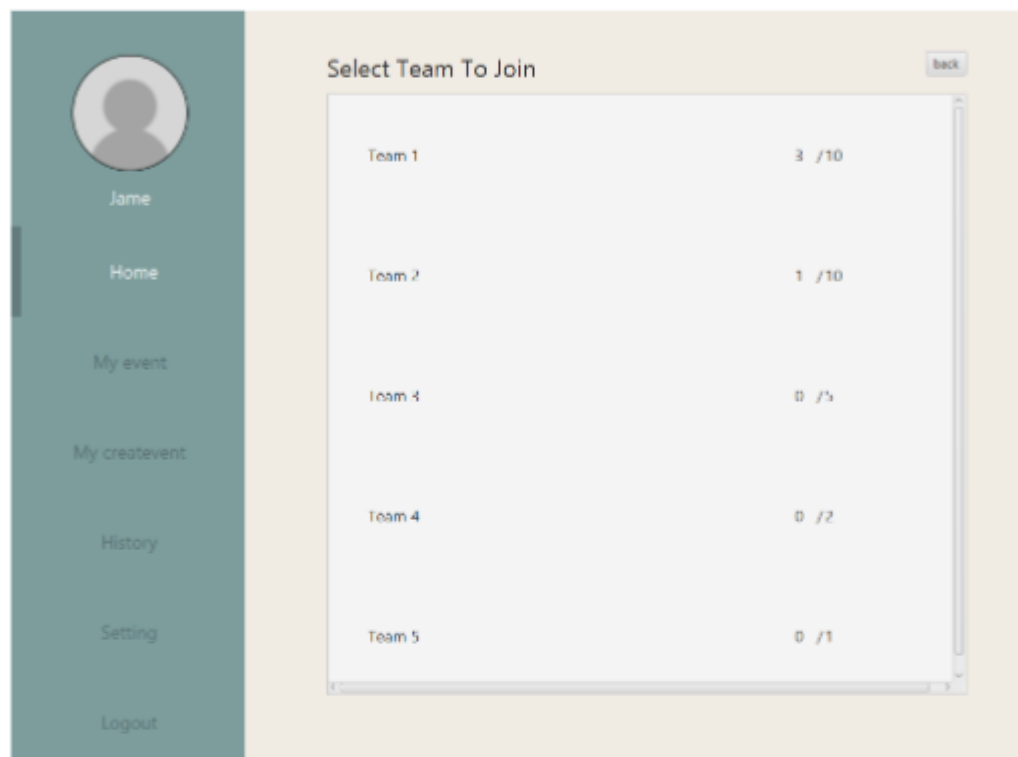 Jame
Home
My event
My createvent
History
Setting
Logout
Select Team To Join
back
Team 1 3 /10
Team 2 1 /10
Team 3 0 /5
Team 4 0 /2
Team 5 0 /1